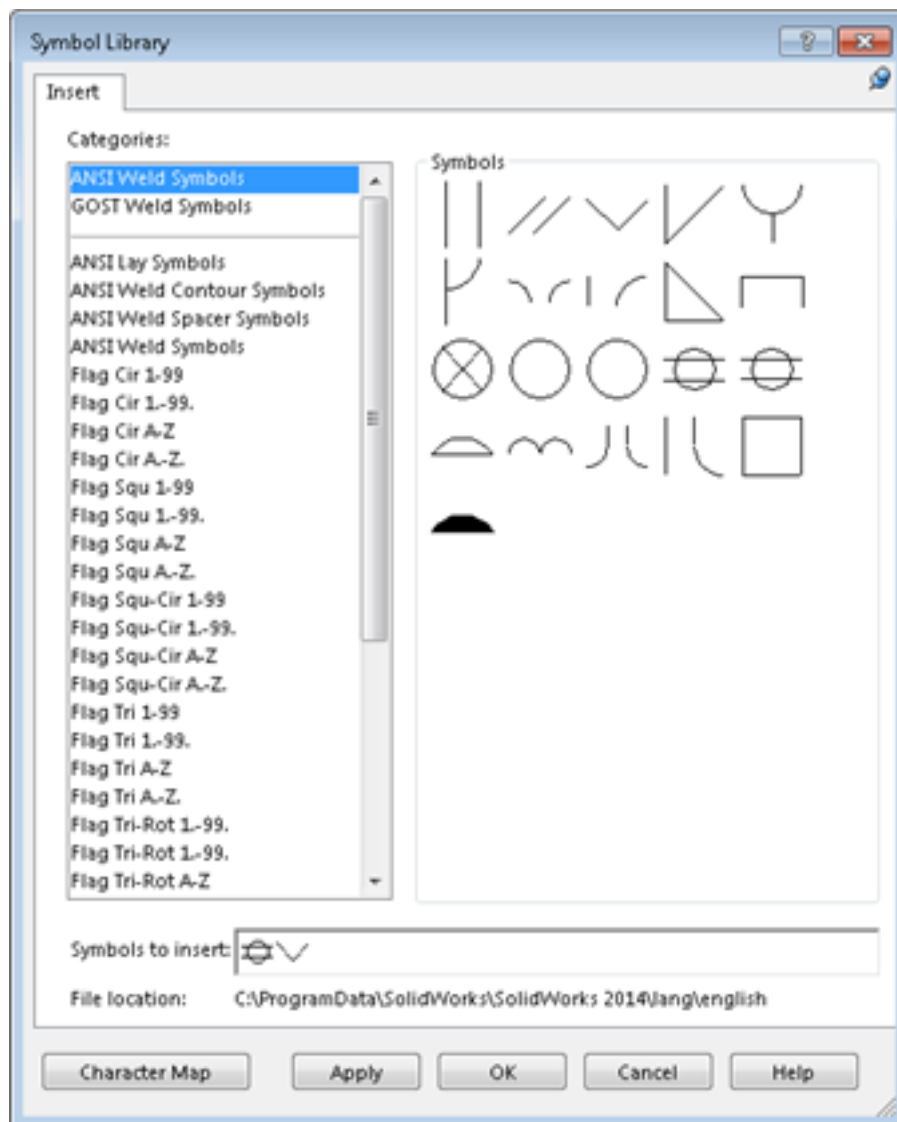 Symbol Library
Insert
Categories:
ANSI Weld Symbols
GOST Weld Symbols
ANSI Lay Symbols
ANSI Weld Contour Symbols
ANSI Weld Spacer Symbols
ANSI Weld Symbols
Flag Cir 1-99
Flag Cir 1.-99.
Flag Cir A-Z
Flag Cir A.-Z.
Flag Squ 1-99
Flag Squ 1.-99.
Flag Squ A-Z
Flag Squ A.-Z.
Flag Squ-Cir 1-99
Flag Squ-Cir 1.-99.
Flag Squ-Cir A-Z
Flag Squ-Cir A.-Z.
Flag Tri 1-99
Flag Tri 1.-99.
Flag Tri A-Z
Flag Tri A.-Z.
Flag Tri-Rot 1.-99.
Flag Tri-Rot 1.-99.
Flag Tri-Rot A-Z
Symbols
Symbols to insert:
File location: C:\ProgramData\SolidWorks\SolidWorks 2014\lang\english
Character Map Apply OK Cancel Help